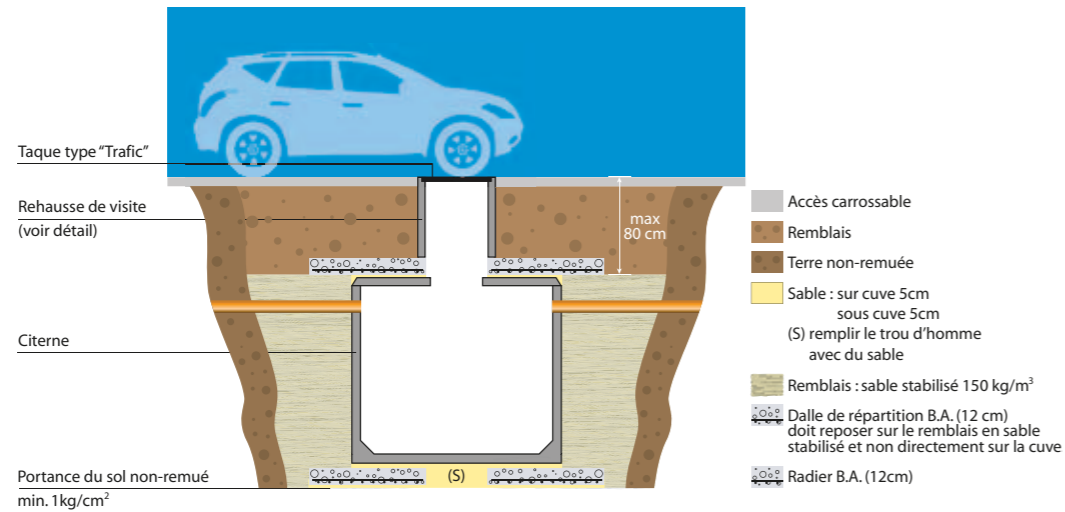 Taque type “Trafic”
Rehausse de visite
(voir détail)
Citerne
Portance du sol non-remué
min. 1kg/cm²
max
80 cm
(S)
Accès carrossable
Remblais
Terre non-remuée
Sable : sur cuve 5cm
sous cuve 5cm
(S) remplir le trou d’homme
avec du sable
Remblais : sable stabilisé 150 kg/m³
Dalle de répartition B.A. (12 cm)
doit reposer sur le remblais en sable
stabilisé et non directement sur la cuve
Radier B.A. (12cm)